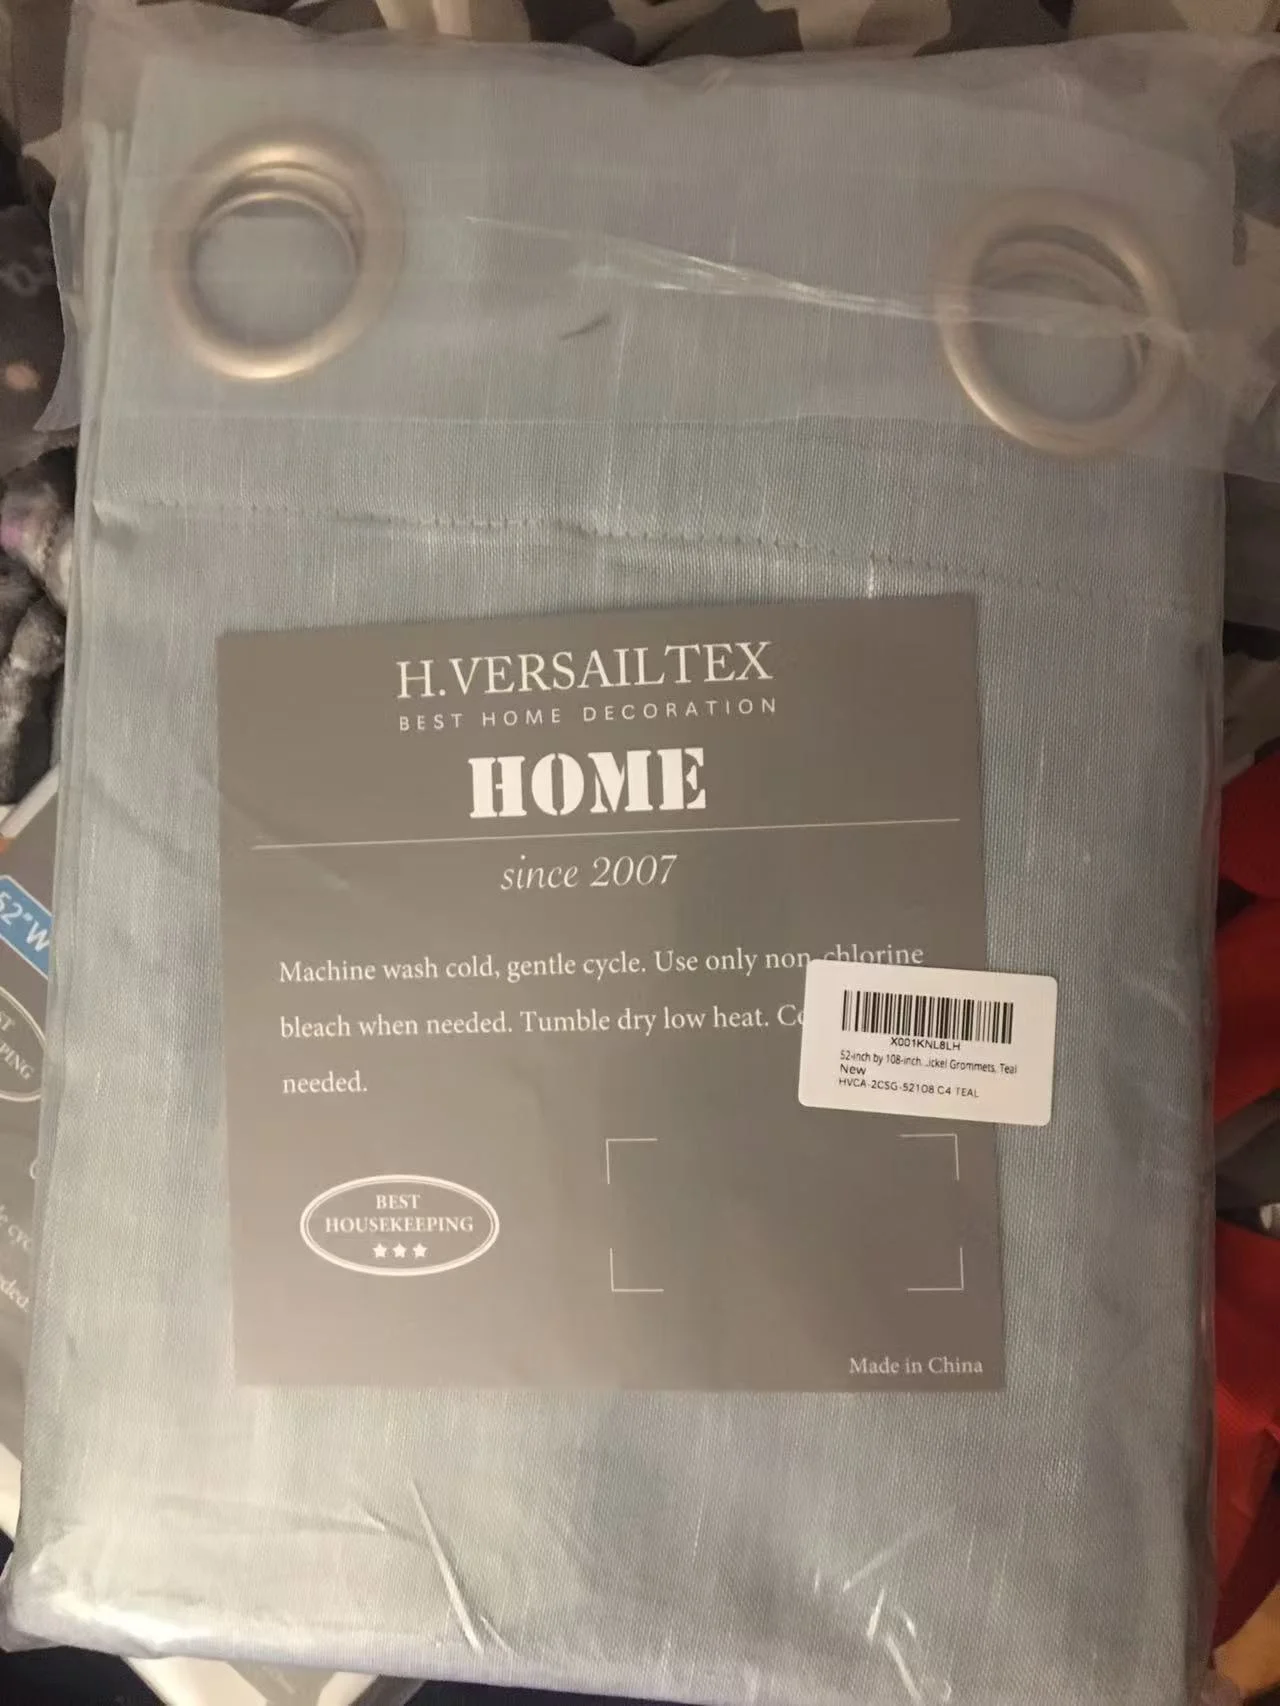 H.VERSAILTEX
BEST HOME DECORATION
HOME
since 2007
Machine wash cold, gentle cycle. Use only non-chlorine
bleach when needed. Tumble dry low heat.
needed.
X001KNL8LH
52-inch by 108-inch...ickel Grommets, Teal
New
HVCA-2CSG-52108 C4 TEAL
BEST
HOUSEKEEPING
Made in China
52"W